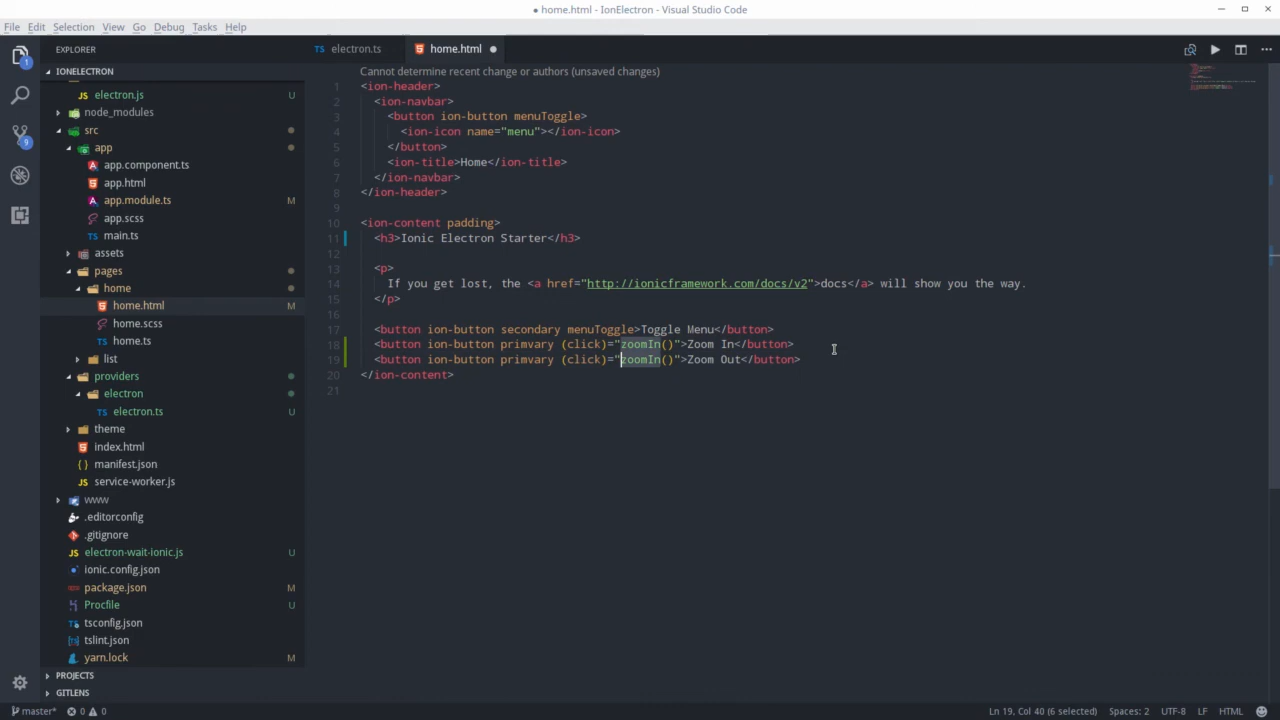 ● home.html - IonElectron - Visual Studio Code
File Edit Selection View Go Debug Tasks Help
EXPLORER
IONELECTRON
electron.js U
node_modules
src
app
app.component.ts
app.html
app.module.ts M
app.scss
main.ts
assets
pages
home
home.html M
home.scss
home.ts
list
providers
electron
electron.ts U
theme
index.html
manifest.json
service-worker.js
www
.editorconfig
.gitignore
electron-wait-ionic.js U
ionic.config.json
package.json M
Procfile U
tsconfig.json
tslint.json
yarn.lock M
PROJECTS
GITLENS
TS electron.ts home.html ●
Cannot determine recent change or authors (unsaved changes)
1 <ion-header>
2 <ion-navbar>
3 <button ion-button menuToggle>
4 <ion-icon name="menu"></ion-icon>
5 </button>
6 <ion-title>Home</ion-title>
7 </ion-navbar>
8 </ion-header>
9
10 <ion-content padding>
11 <h3>Ionic Electron Starter</h3>
12
13 <p>
14 If you get lost, the <a href="http://ionicframework.com/docs/v2">docs</a> will show you the way.
15 </p>
16
17 <button ion-button secondary menuToggle>Toggle Menu</button>
18 <button ion-button primvary (click)="zoomIn()">Zoom In</button>
19 <button ion-button primvary (click)="zoomIn()">Zoom Out</button>
20 </ion-content>
21
master* 0 0 Ln 19, Col 40 (6 selected) Spaces: 2 UTF-8 LF HTML